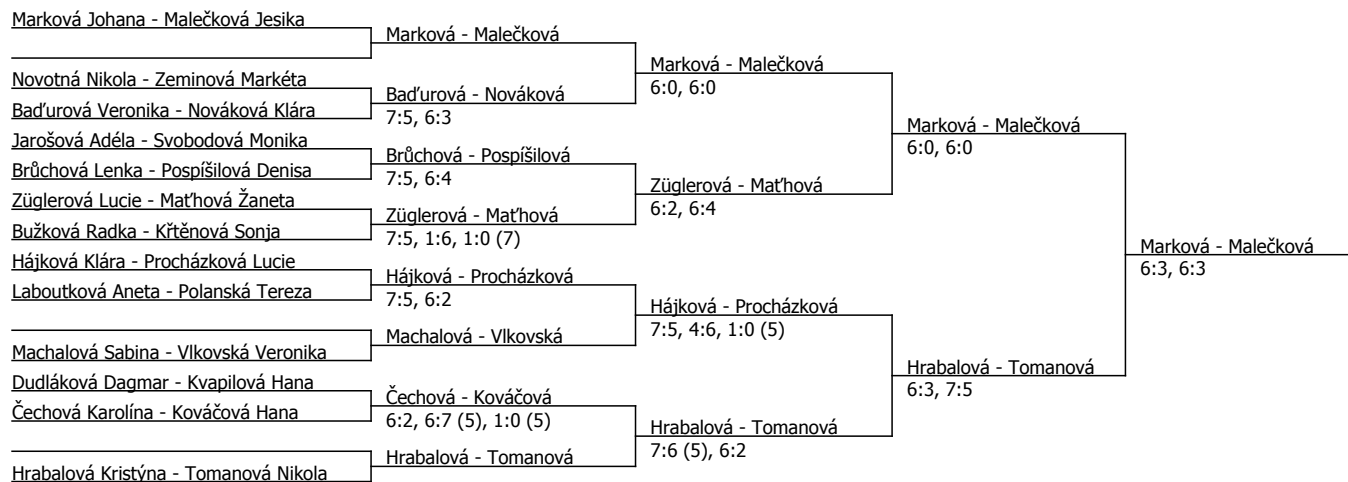 Marková Johana - Malečková Jesika
Novotná Nikola - Zeminová Markéta
Baďurová Veronika - Nováková Klára
Jarošová Adéla - Svobodová Monika
Brůchová Lenka - Pospíšilová Denisa
Züglerová Lucie - Maťhová Žaneta
Bužková Radka - Křtěnová Sonja
Hájková Klára - Procházková Lucie
Laboutková Aneta - Polanská Tereza
Machalová Sabina - Vlkovská Veronika
Dudláková Dagmar - Kvapilová Hana
Čechová Karolína - Kováčová Hana
Hrabalová Kristýna - Tomanová Nikola
Marková - Malečková
Baďurová - Nováková
7:5, 6:3
Brůchová - Pospíšilová
7:5, 6:4
Züglerová - Maťhová
7:5, 1:6, 1:0 (7)
Hájková - Procházková
7:5, 6:2
Machalová - Vlkovská
Čechová - Kováčová
6:2, 6:7 (5), 1:0 (5)
Hrabalová - Tomanová
Marková - Malečková
6:0, 6:0
Züglerová - Maťhová
6:2, 6:4
Hájková - Procházková
7:5, 4:6, 1:0 (5)
Hrabalová - Tomanová
7:6 (5), 6:2
Marková - Malečková
6:0, 6:0
Hrabalová - Tomanová
6:3, 7:5
Marková - Malečková
6:3, 6:3